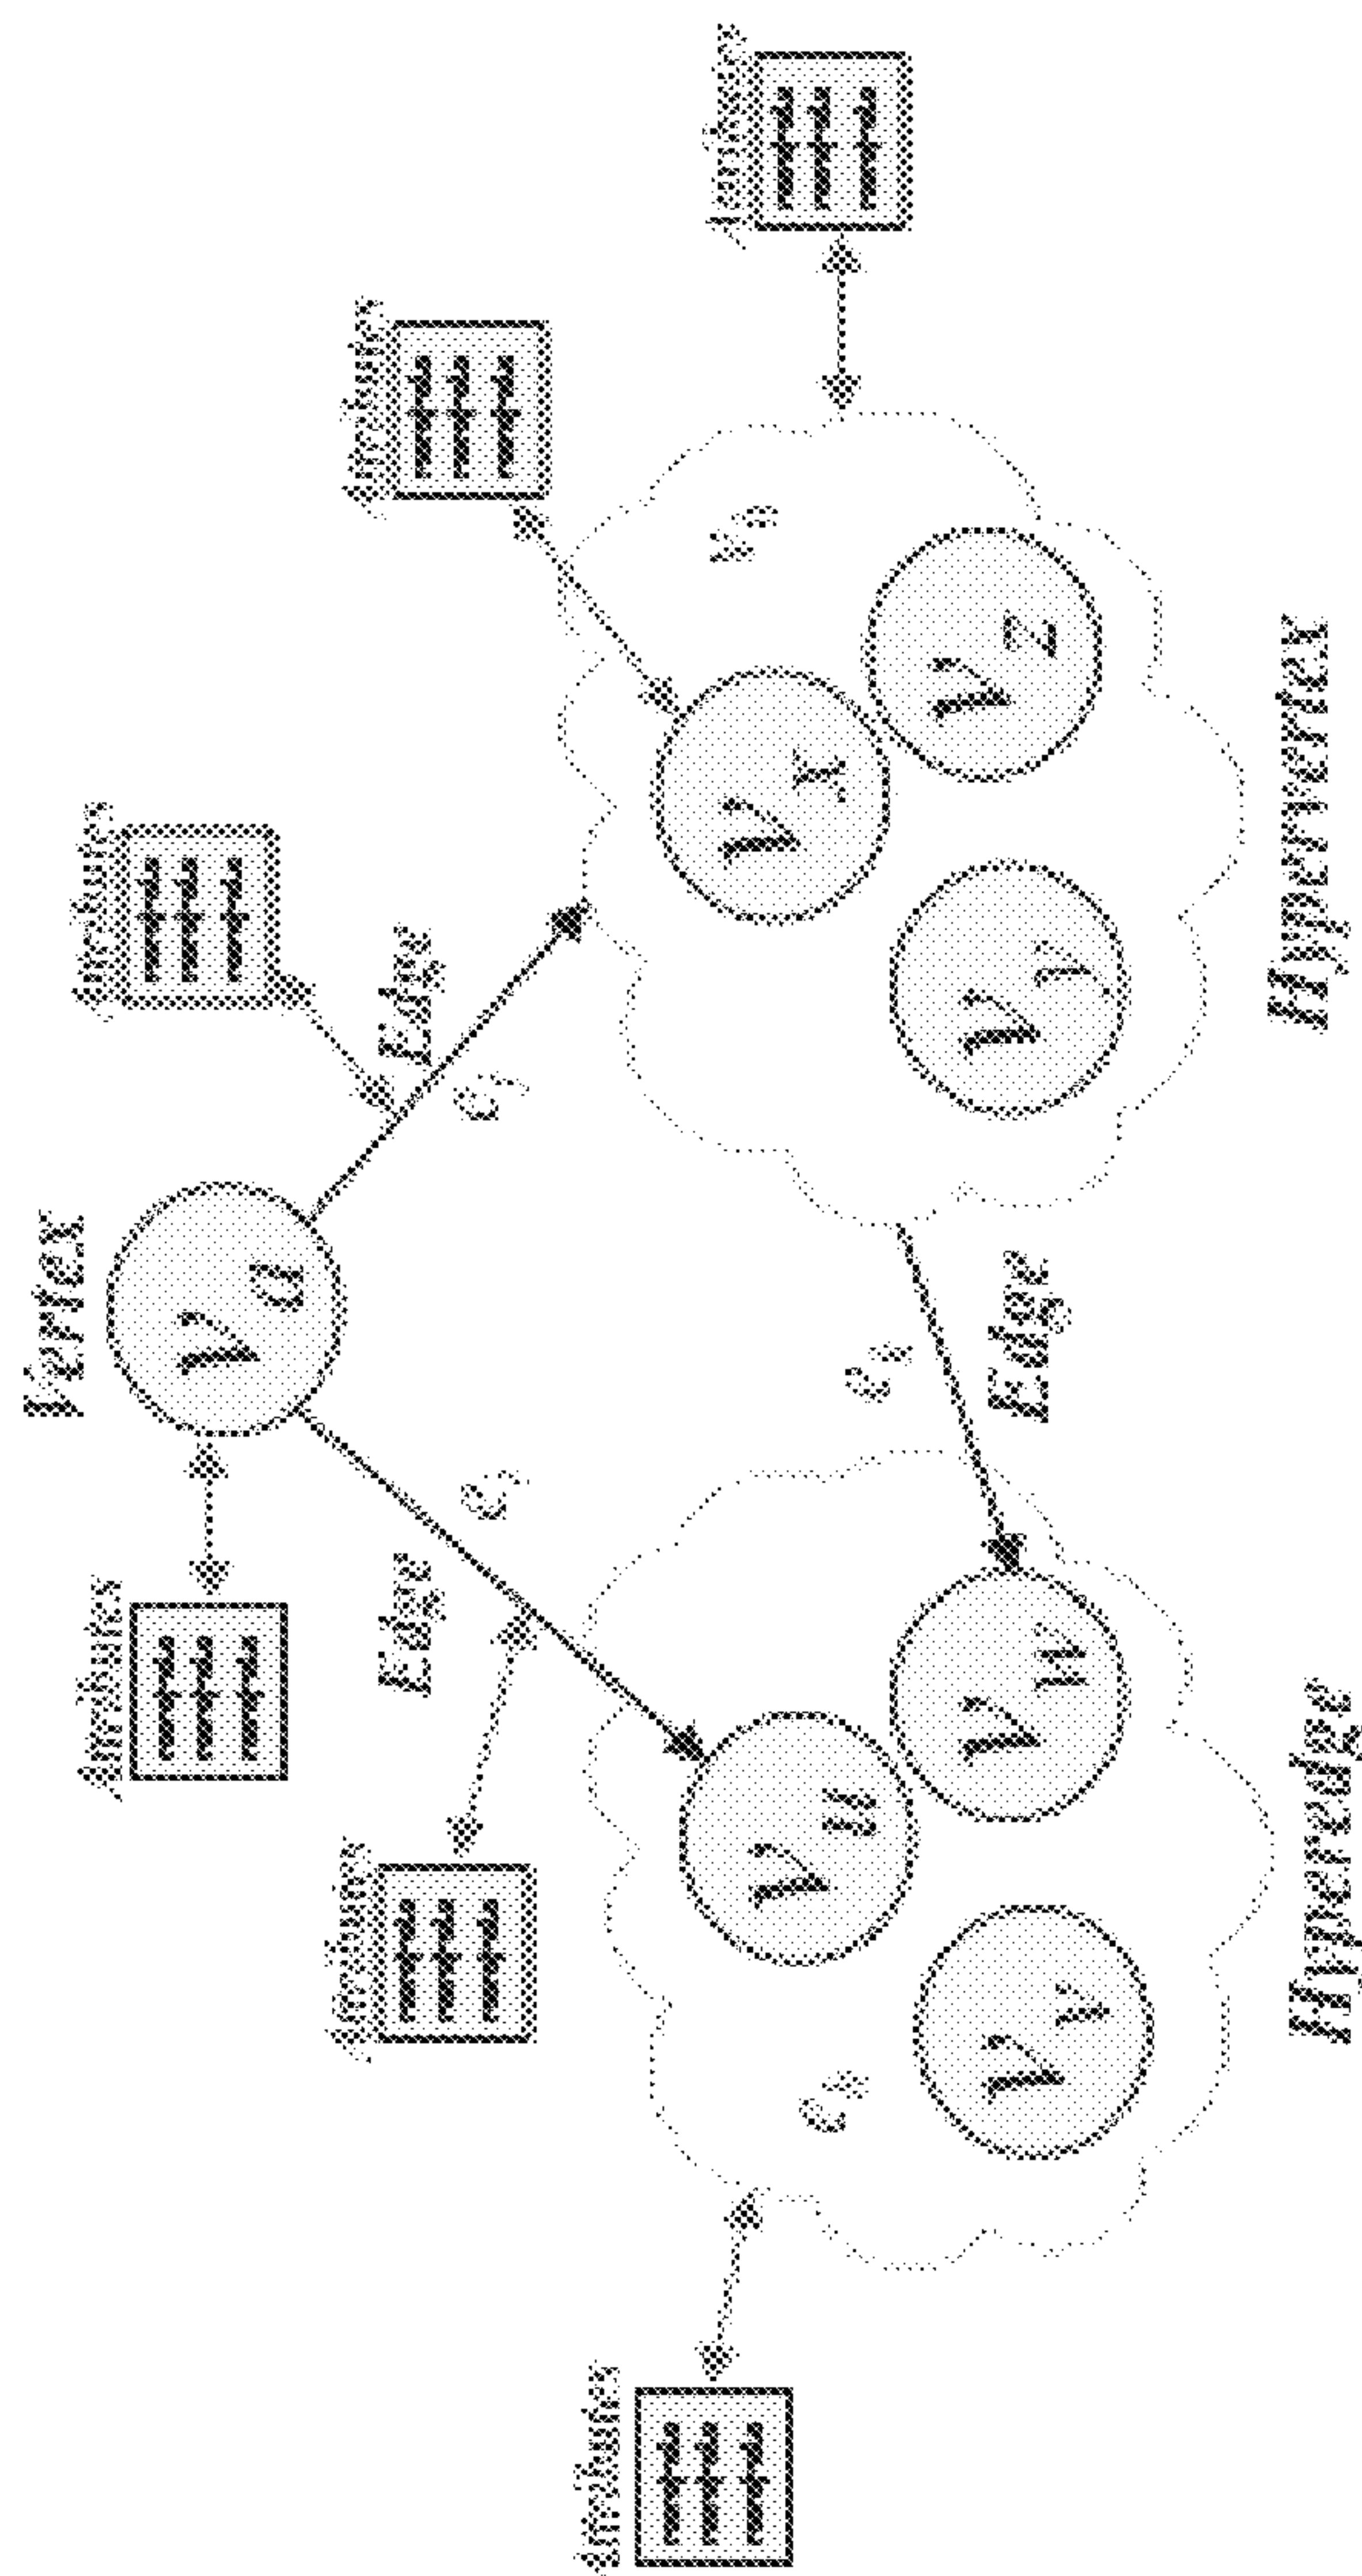 Vertex
Attributes
Attributes
V a
Attributes
Attributes
Edge
Edge
Attributes
Attributes
V u
V x
v h
e h
Edge
V w
V y
V z
V v
Hyperedge
Hypervertex